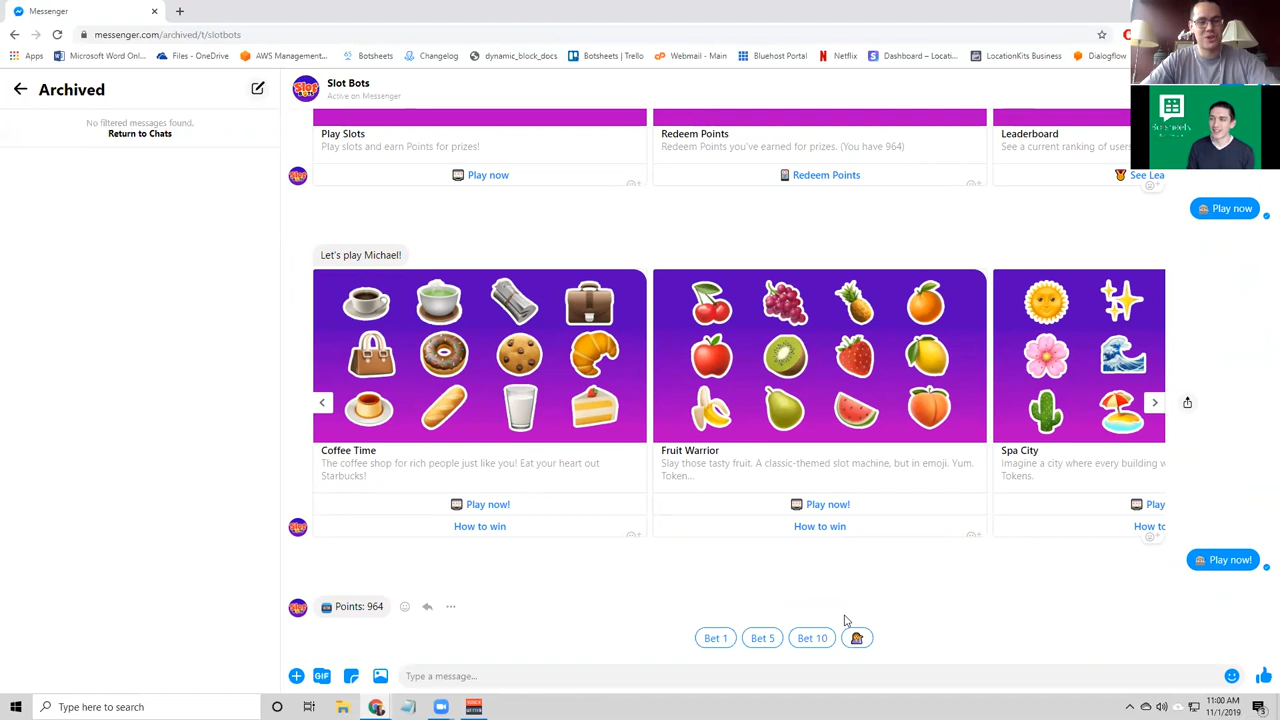 Messenger
messenger.com/archived/t/slotbots
Apps
Microsoft Word Onl...
Files - OneDrive
AWS Management...
Botsheets
Changelog
dynamic_block_docs
Botsheets | Trello
Webmail - Main
Bluehost Portal
Netflix
Dashboard – Locati...
LocationKits Business
Dialogflow
Archived
No filtered messages found.
Return to Chats
Slot Bots
Active on Messenger
Play Slots
Play slots and earn Points for prizes!
Play now
Redeem Points
Redeem Points you've earned for prizes. (You have 964)
Redeem Points
Leaderboard
See a current ranking of users
See Lea
Play now
Let's play Michael!
Coffee Time
The coffee shop for rich people just like you! Eat your heart out
Starbucks!
Play now!
How to win
Fruit Warrior
Slay those tasty fruit. A classic-themed slot machine, but in emoji. Yum.
Token...
Play now!
How to win
Spa City
Imagine a city where every building w
Tokens.
Play
How to
Play now!
Points: 964
Bet 1
Bet 5
Bet 10
GIF
Type a message...
Type here to search
11:00 AM
11/1/2019